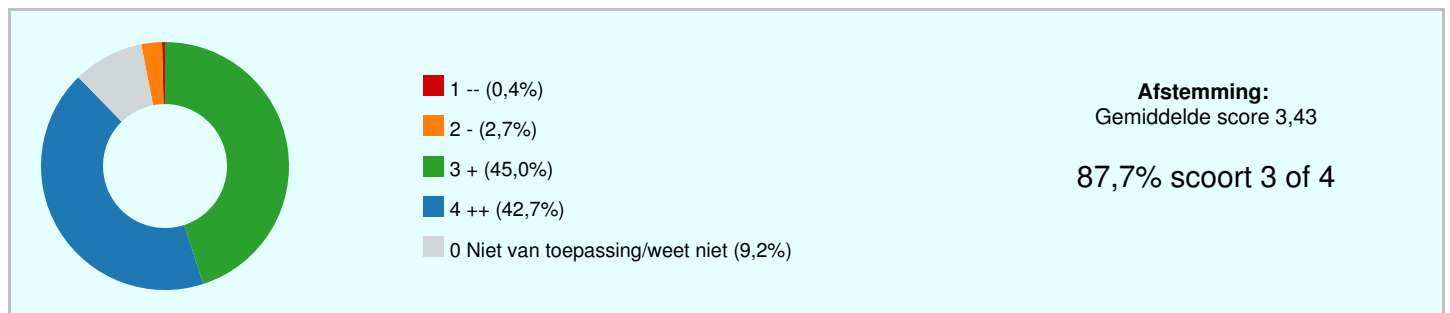 1 -- (0,4%)
2 - (2,7%)
3 + (45,0%)
4 ++ (42,7%)
0 Niet van toepassing/weet niet (9,2%)
Afstemming:
Gemiddelde score 3,43
87,7% scoort 3 of 4